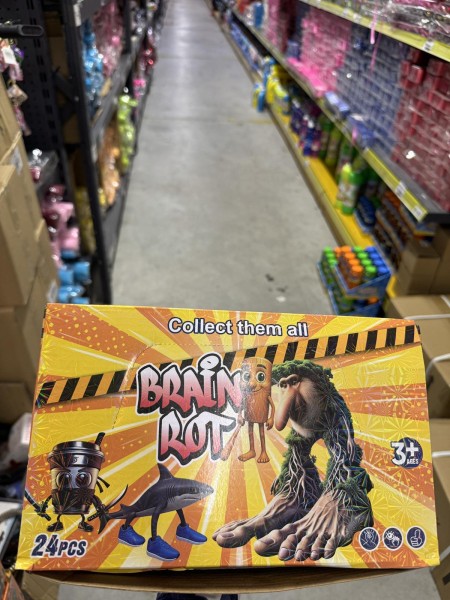 Collect them all
BRAIN
ROT
3+
AGES
24PCS